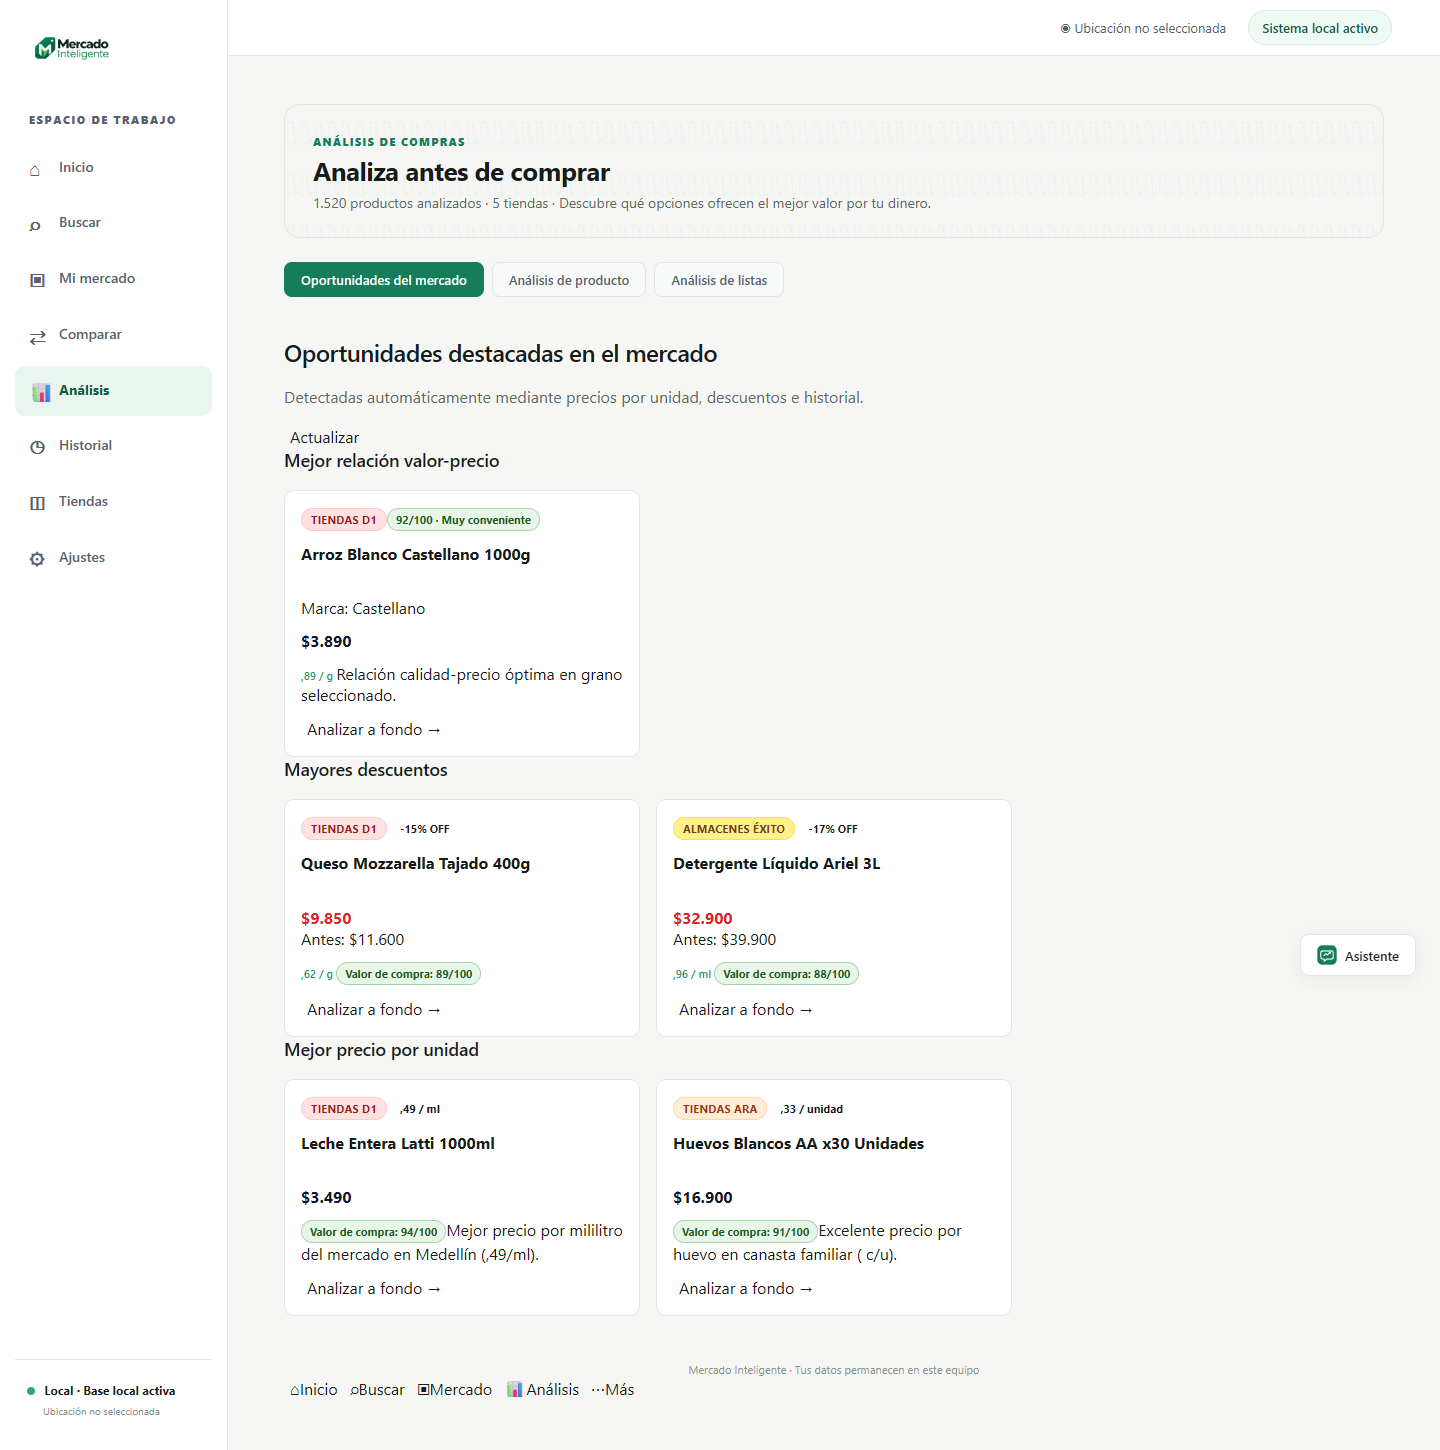 Mercado
Inteligente
ESPACIO DE TRABAJO
Inicio
Buscar
Mi mercado
Comparar
Análisis
Historial
Tiendas
Ajustes
Local · Base local activa
Ubicación no seleccionada
Ubicación no seleccionada
Sistema local activo
ANÁLISIS DE COMPRAS
Analiza antes de comprar
1.520 productos analizados · 5 tiendas · Descubre qué opciones ofrecen el mejor valor por tu dinero.
Oportunidades del mercado
Análisis de producto
Análisis de listas
Oportunidades destacadas en el mercado
Detectadas automáticamente mediante precios por unidad, descuentos e historial.
Actualizar
Mejor relación valor-precio
TIENDAS D1 92/100 · Muy conveniente
Arroz Blanco Castellano 1000g
Marca: Castellano
$3.890
,89 / g Relación calidad-precio óptima en grano
seleccionado.
Analizar a fondo →
Mayores descuentos
TIENDAS D1 -15% OFF
Queso Mozzarella Tajado 400g
$9.850
Antes: $11.600
,62 / g Valor de compra: 89/100
Analizar a fondo →
ALMACENES ÉXITO -17% OFF
Detergente Líquido Ariel 3L
$32.900
Antes: $39.900
,96 / ml Valor de compra: 88/100
Analizar a fondo →
Mejor precio por unidad
TIENDAS D1 ,49 / ml
Leche Entera Latti 1000ml
$3.490
Valor de compra: 94/100 Mejor precio por mililitro
del mercado en Medellín (,49/ml).
Analizar a fondo →
TIENDAS ARA ,33 / unidad
Huevos Blancos AA x30 Unidades
$16.900
Valor de compra: 91/100 Excelente precio por
huevo en canasta familiar ( c/u).
Analizar a fondo →
Asistente
Mercado Inteligente · Tus datos permanecen en este equipo
Inicio Buscar Mercado Análisis ···Más